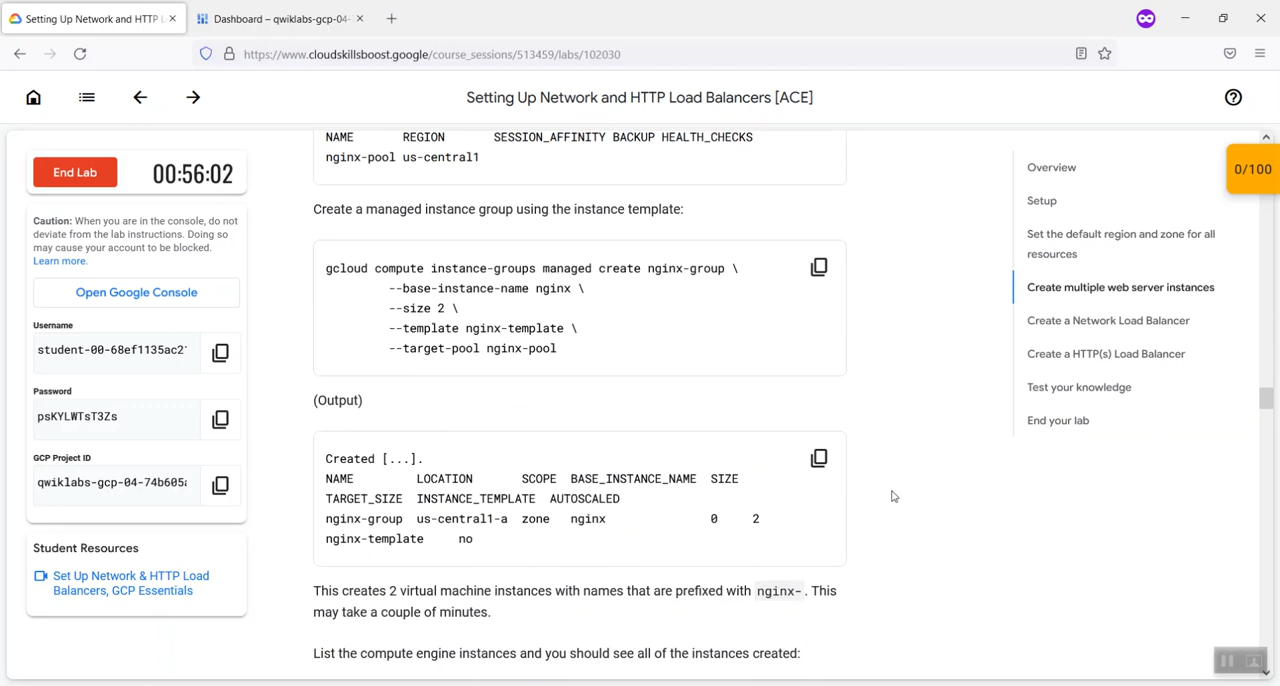 Setting Up Network and HTTP L
Dashboard – qwiklabs-gcp-04-
https://www.cloudskillsboost.google/course_sessions/513459/labs/102030
Setting Up Network and HTTP Load Balancers [ACE]
End Lab
00:56:02
Caution: When you are in the console, do not
deviate from the lab instructions. Doing so
may cause your account to be blocked.
Learn more.
Open Google Console
Username
student-00-68ef1135ac2
Password
psKYLWTsT3Zs
GCP Project ID
qwiklabs-gcp-04-74b605a
Student Resources
Set Up Network & HTTP Load
Balancers, GCP Essentials
NAME REGION SESSION_AFFINITY BACKUP HEALTH_CHECKS
nginx-pool us-central1
Create a managed instance group using the instance template:
gcloud compute instance-groups managed create nginx-group \
--base-instance-name nginx \
--size 2 \
--template nginx-template \
--target-pool nginx-pool
(Output)
Created [...].
NAME LOCATION SCOPE BASE_INSTANCE_NAME SIZE
TARGET_SIZE INSTANCE_TEMPLATE AUTOSCALED
nginx-group us-central1-a zone nginx 0 2
nginx-template no
This creates 2 virtual machine instances with names that are prefixed with nginx-. This
may take a couple of minutes.
List the compute engine instances and you should see all of the instances created:
Overview
Setup
Set the default region and zone for all
resources
Create multiple web server instances
Create a Network Load Balancer
Create a HTTP(s) Load Balancer
Test your knowledge
End your lab
0/100